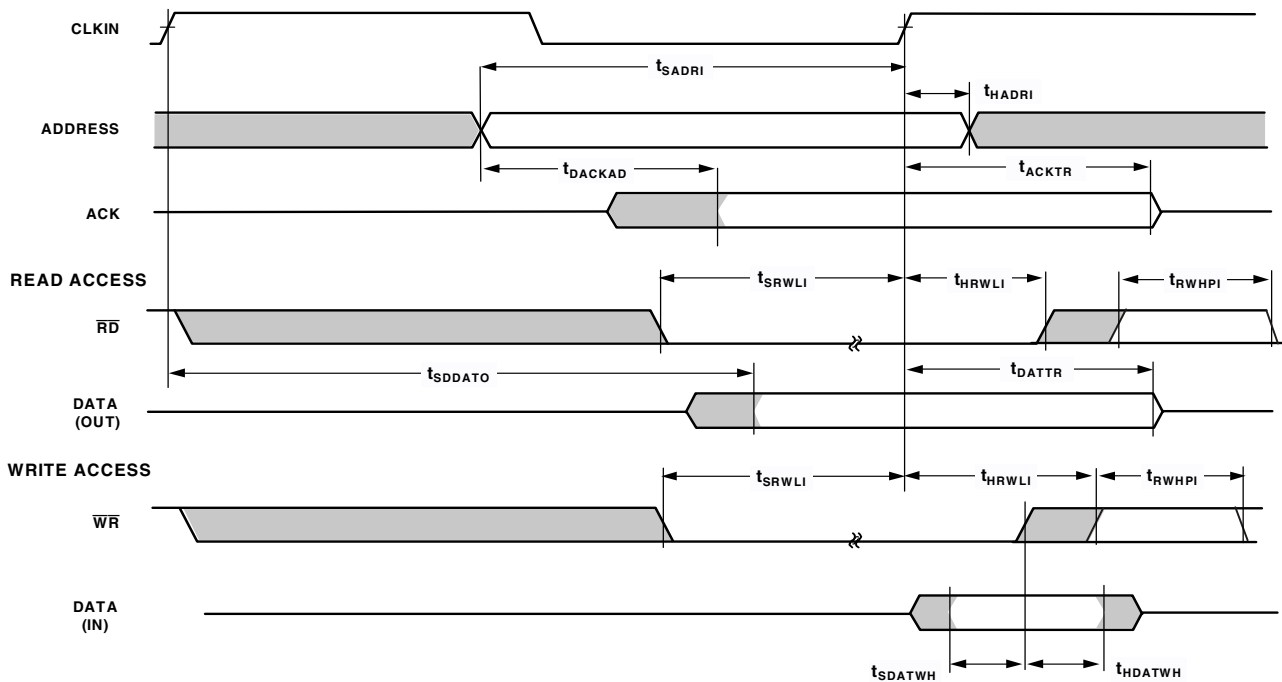 CLKIN
tSADRI
tHADRI
ADDRESS
tDACKAD
tACKTR
ACK
READ ACCESS
tSRWLI
tHRWLI
tRWHPI
RD
tSDDATO
tDATTR
DATA
(OUT)
WRITE ACCESS
tSRWLI
tHRWLI
tRWHPI
WR
DATA
(IN)
tSDATWH
tHDATWH